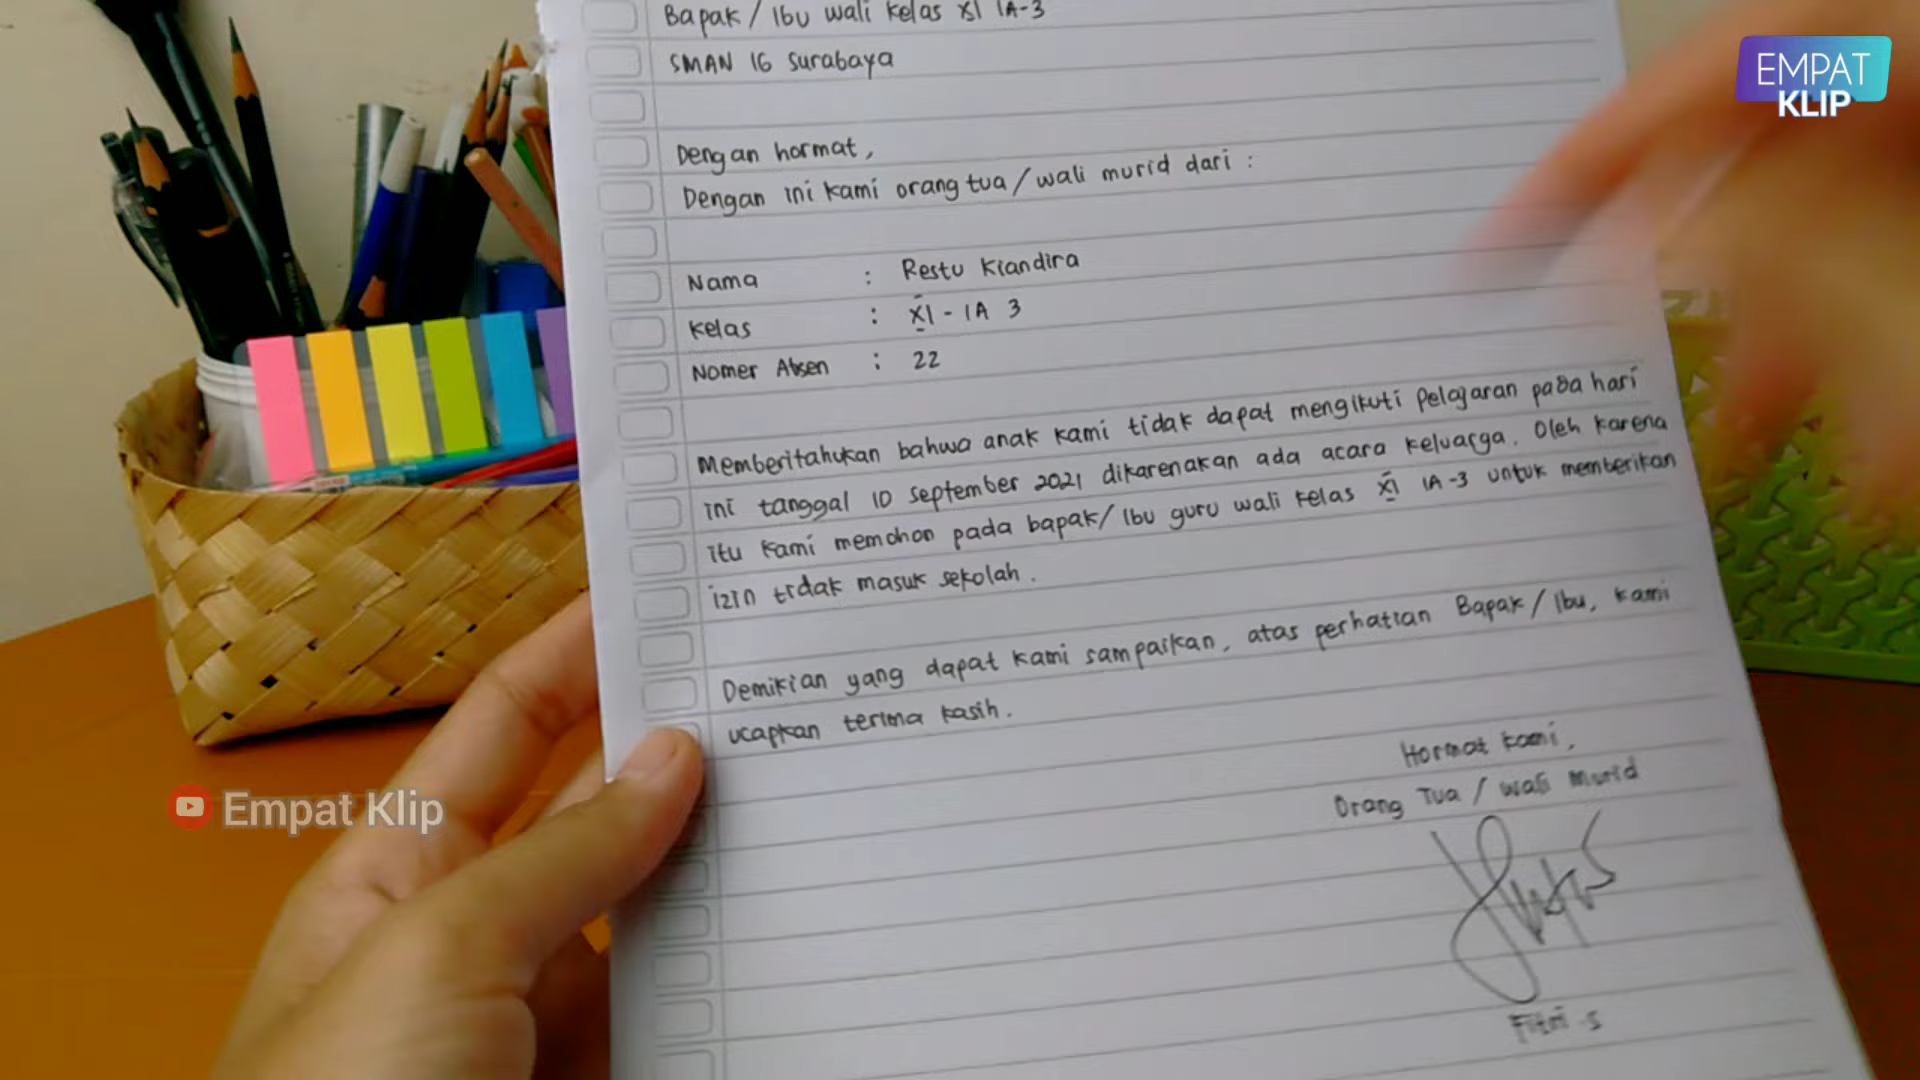 Bapak / Ibu wali kelas XI IA-3
SMAN 16 Surabaya
Dengan hormat,
Dengan ini kami orang tua / wali murid dari :
Nama : Restu Kiandira
Kelas : XI - IA 3
Nomer Absen : 22
Memberitahukan bahwa anak kami tidak dapat mengikuti pelajaran pada hari
ini tanggal 10 september 2021 dikarenakan ada acara keluarga. Oleh karena
itu kami memohon pada bapak/ Ibu guru wali kelas XI IA-3 untuk memberikan
izin tidak masuk sekolah.
Demikian yang dapat kami sampaikan, atas perhatian Bapak / Ibu, kami
ucapkan terima kasih.
Hormat kami,
Orang Tua / Wali Murid
Fitri .S
EMPAT
KLIP
Empat Klip